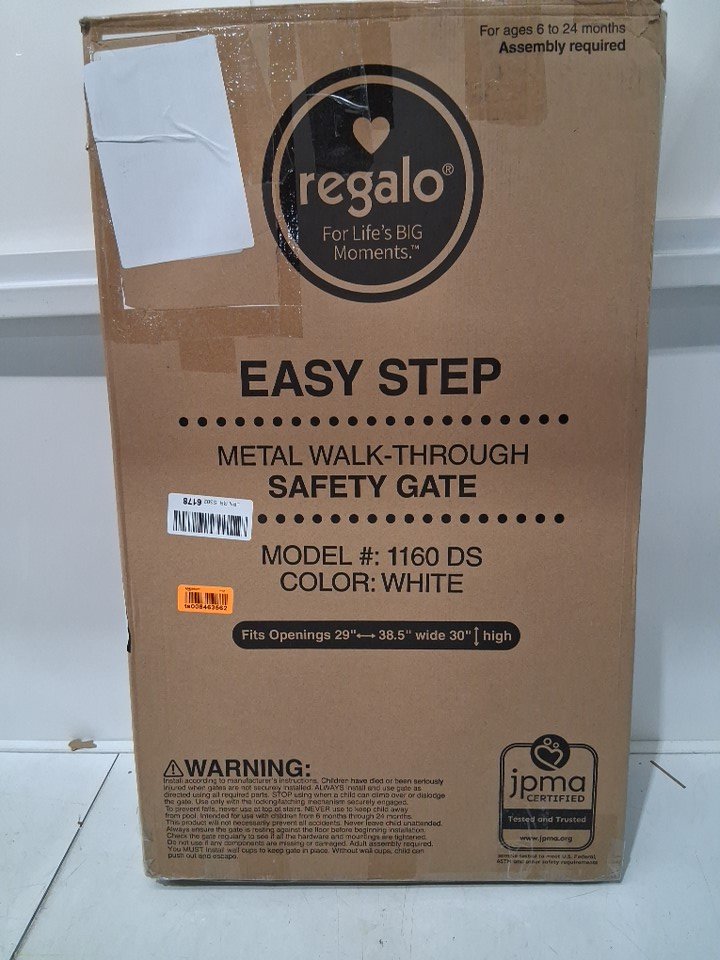 For ages 6 to 24 months
Assembly required
regalo®
For Life's BIG
Moments.™
EASY STEP
METAL WALK-THROUGH
SAFETY GATE
6178
MODEL #: 1160 DS
COLOR: WHITE
Fits Openings 29"↔ 38.5" wide 30"↕ high
⚠WARNING:
Install according to manufacturer's instructions. Children have died or been seriously
injured when gates are not securely installed. ALWAYS install and use gate as
directed using all required parts. STOP using when a child can climb over or dislodge
the gate. Use only with the locking/latching mechanism securely engaged.
To prevent falls, never use at top of stairs. NEVER use to keep child away
from pool. Intended for use with children from 6 months through 24 months.
This product will not necessarily prevent all accidents. Never leave child unattended.
Always ensure the gate is resting against the floor before beginning installation.
Check the gate regularly to see if all the hardware and mountings are tightened.
Do not use if any components are missing or damaged. Adult assembly required.
You MUST install wall cups to keep gate in place. Without wall cups, child can
push out and escape.
jpma
CERTIFIED
Tested and Trusted
www.jpma.org
tested to meet U.S. Federal,
ASTM and other safety requirements